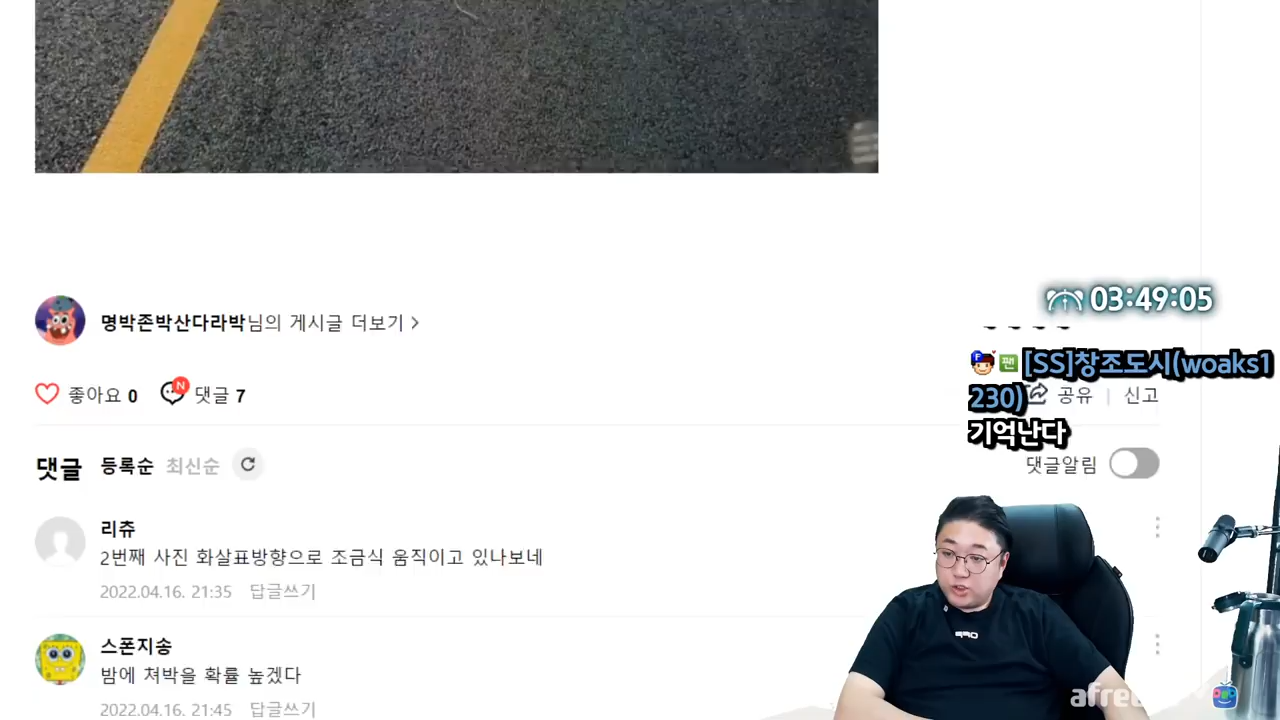 명박존박산다라박님의 게시글 더보기
03:49:05
판
[SS]창조도시(woaks1
230)
기억난다
좋아요 0 N 댓글 7
공유 | 신고
댓글 등록순 최신순
댓글알림
리츄
2번째 사진 화살표방향으로 조금식 움직이고 있나보네
2022.04.16. 21:35 답글쓰기
스폰지송
밤에 쳐박을 확률 높겠다
2022.04.16. 21:45 답글쓰기